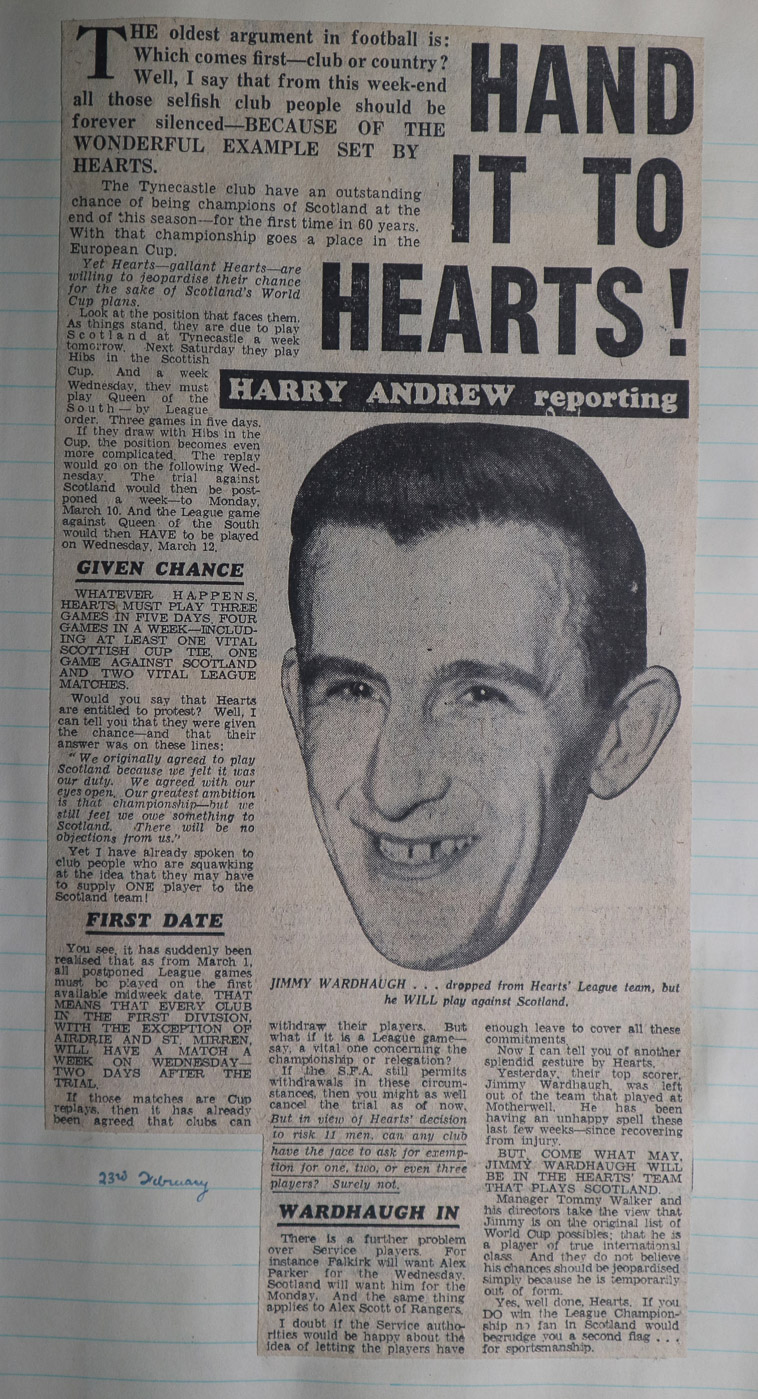 HAND
IT TO
HEARTS!
HARRY ANDREW reporting
THE oldest argument in football is:
Which comes first—club or country?
Well, I say that from this week-end
all those selfish club people should be
forever silenced—BECAUSE OF THE
WONDERFUL EXAMPLE SET BY
HEARTS.
The Tynecastle club have an outstanding
chance of being champions of Scotland at the
end of this season—for the first time in 60 years.
With that championship goes a place in the
European Cup.
Yet Hearts—gallant Hearts—are
willing to jeopardise their chance
for the sake of Scotland's World
Cup plans.
Look at the position that faces them.
As things stand, they are due to play
Scotland at Tynecastle a week
tomorrow. Next Saturday they play
Hibs in the Scottish
Cup. And a week
Wednesday, they must
play Queen of the
South—by League
order. Three games in five days.
If they draw with Hibs in the
Cup, the position becomes even
more complicated. The replay
would go on the following Wed-
nesday. The trial against
Scotland would then be post-
poned a week—to Monday,
March 10. And the League game
against Queen of the South
would then HAVE to be played
on Wednesday, March 12.
GIVEN CHANCE
WHATEVER HAPPENS,
HEARTS MUST PLAY THREE
GAMES IN FIVE DAYS, FOUR
GAMES IN A WEEK—INCLUD-
ING AT LEAST ONE VITAL
SCOTTISH CUP TIE, ONE
GAME AGAINST SCOTLAND
AND TWO VITAL LEAGUE
MATCHES.
Would you say that Hearts
are entitled to protest? Well, I
can tell you that they were given
the chance—and that their
answer was on these lines:
"We originally agreed to play
Scotland because we felt it was
our duty. We agreed with our
eyes open. Our greatest ambition
is that championship—but we
still feel we owe something to
Scotland. There will be no
objections from us."
Yet I have already spoken to
club people who are squawking
at the idea that they may have
to supply ONE player to the
Scotland team!
FIRST DATE
You see, it has suddenly been
realised that as from March 1,
all postponed League games
must be played on the first
available midweek date. THAT
MEANS THAT EVERY CLUB
IN THE FIRST DIVISION,
WITH THE EXCEPTION OF
AIRDRIE AND ST. MIRREN,
WILL HAVE A MATCH A
WEEK ON WEDNESDAY—
TWO DAYS AFTER THE
TRIAL.
If those matches are Cup
replays, then it has already
been agreed that clubs can
23rd February
JIMMY WARDHAUGH . . . dropped from Hearts' League team, but
he WILL play against Scotland.
withdraw their players. But
what if it is a League game—
say, a vital one concerning the
championship or relegation?
If the S.F.A. still permits
withdrawals in these circum-
stances, then you might as well
cancel the trial as of now.
But in view of Hearts' decision
to risk 11 men, can any club
have the face to ask for exemp-
tion for one, two, or even three
players? Surely not.
WARDHAUGH IN
There is a further problem
over Service players. For
instance Falkirk will want Alex
Parker for the Wednesday.
Scotland will want him for the
Monday. And the same thing
applies to Alex Scott of Rangers.
I doubt if the Service autho-
rities would be happy about the
idea of letting the players have
enough leave to cover all these
commitments.
Now I can tell you of another
splendid gesture by Hearts.
Yesterday, their top scorer,
Jimmy Wardhaugh, was left
out of the team that played at
Motherwell. He has been
having an unhappy spell these
last few weeks—since recovering
from injury.
BUT, COME WHAT MAY,
JIMMY WARDHAUGH WILL
BE IN THE HEARTS' TEAM
THAT PLAYS SCOTLAND.
Manager Tommy Walker and
his directors take the view that
Jimmy is on the original list of
World Cup possibles; that he is
a player of true international
class. And they do not believe
his chances should be jeopardised
simply because he is temporarily
out of form.
Yes, well done, Hearts. If you
DO win the League Champion-
ship no fan in Scotland would
begrudge you a second flag . . .
for sportsmanship.